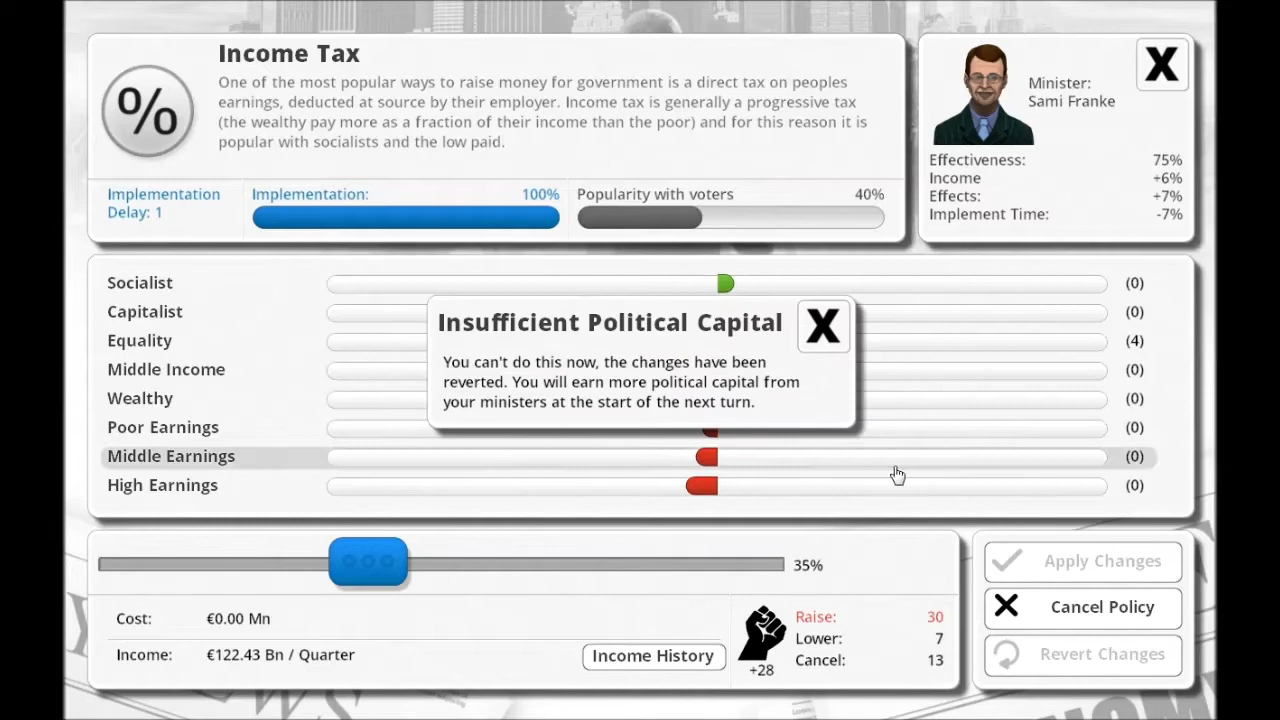 Income Tax
One of the most popular ways to raise money for government is a direct tax on peoples
earnings, deducted at source by their employer. Income tax is generally a progressive tax
(the wealthy pay more as a fraction of their income than the poor) and for this reason it is
popular with socialists and the low paid.
%
Implementation
Delay: 1
Implementation: 100%
Popularity with voters 40%
X
Minister:
Sami Franke
Effectiveness: 75%
Income +6%
Effects: +7%
Implement Time: -7%
Socialist (0)
Capitalist (0)
Equality (4)
Middle Income (0)
Wealthy (0)
Poor Earnings (0)
Middle Earnings (0)
High Earnings (0)
Insufficient Political Capital
X
You can't do this now, the changes have been
reverted. You will earn more political capital from
your ministers at the start of the next turn.
35%
Cost: €0.00 Mn
Income: €122.43 Bn / Quarter
Income History
+28
Raise: 30
Lower: 7
Cancel: 13
Apply Changes
Cancel Policy
Revert Changes